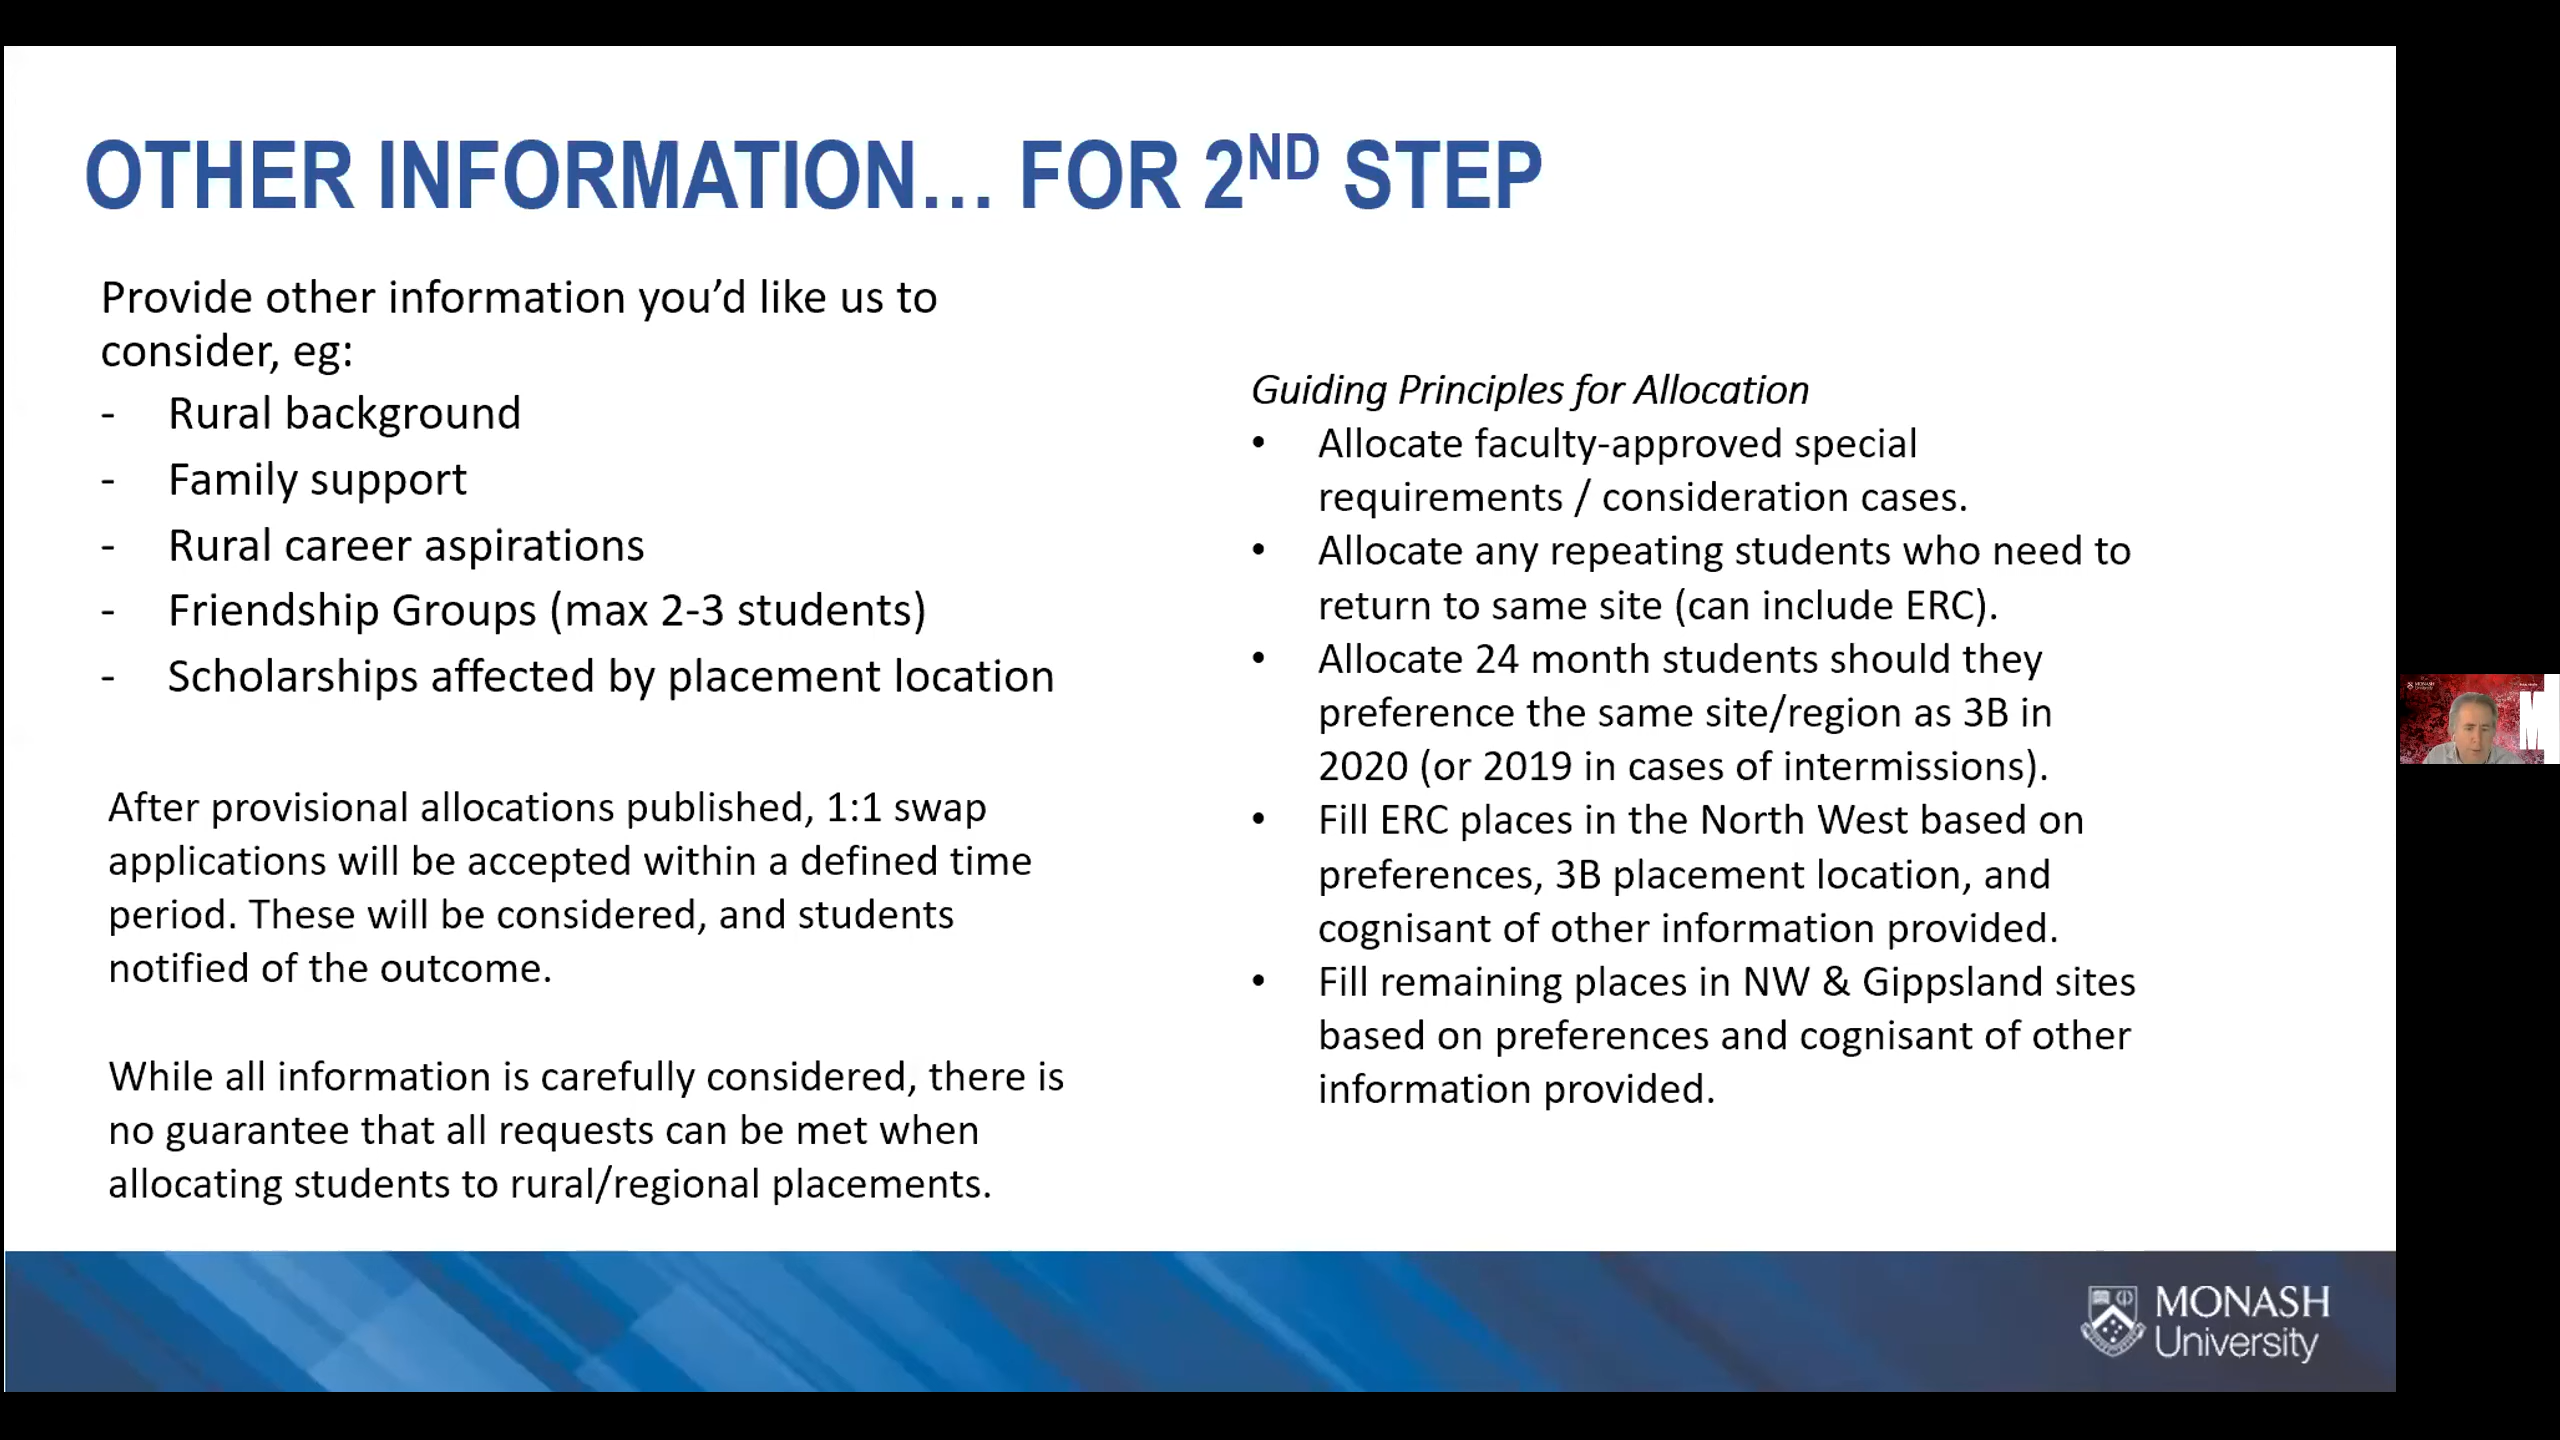 OTHER INFORMATION... FOR 2ND STEP
Provide other information you'd like us to
consider, eg:
- Rural background
- Family support
- Rural career aspirations
- Friendship Groups (max 2-3 students)
- Scholarships affected by placement location
After provisional allocations published, 1:1 swap
applications will be accepted within a defined time
period. These will be considered, and students
notified of the outcome.
While all information is carefully considered, there is
no guarantee that all requests can be met when
allocating students to rural/regional placements.
Guiding Principles for Allocation
• Allocate faculty-approved special
requirements / consideration cases.
• Allocate any repeating students who need to
return to same site (can include ERC).
• Allocate 24 month students should they
preference the same site/region as 3B in
2020 (or 2019 in cases of intermissions).
• Fill ERC places in the North West based on
preferences, 3B placement location, and
cognisant of other information provided.
• Fill remaining places in NW & Gippsland sites
based on preferences and cognisant of other
information provided.
MONASH
University
MONASH
University
M